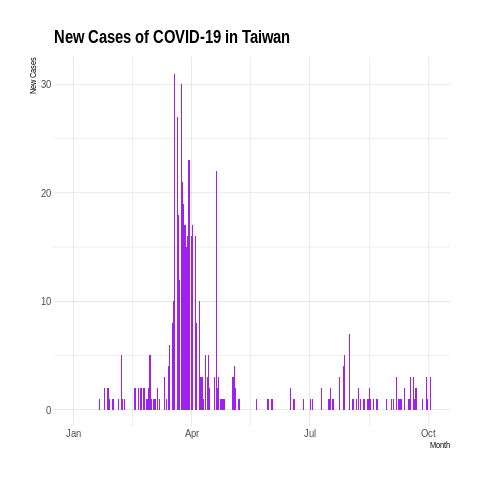 New Cases of COVID-19 in Taiwan
New Cases
30
20
10
0
Jan Apr Jul Oct
Month